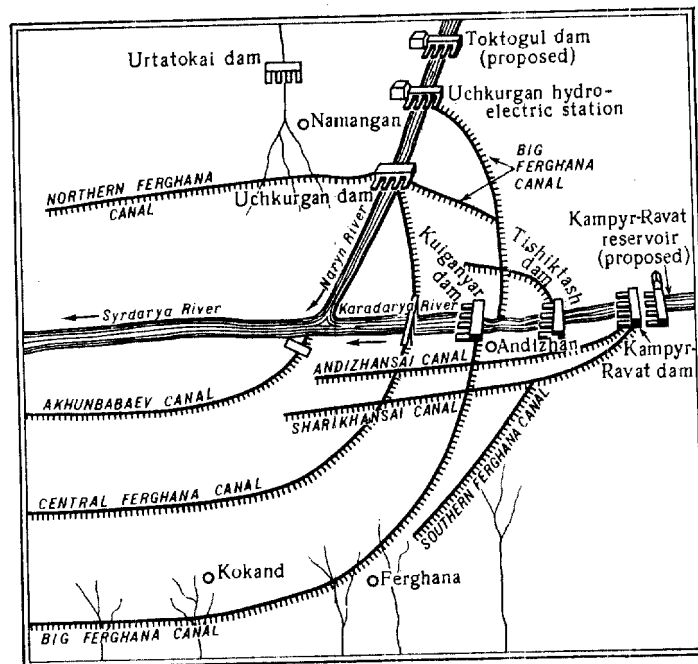 Toktogul dam
(proposed)
Urtatokai dam
Uchkurgan hydro-
electric station
Namangan
BIG
FERGHANA
CANAL
NORTHERN FERGHANA
CANAL
Uchkurgan dam
Kampyr-Ravat
reservoir
(proposed)
Naryn River
Kuiganyar
dam
Tishiktash
dam
Syrdarya River
Karadarya River
Andizhan
Kampyr-
Ravat dam
ANDIZHANSAI CANAL
AKHUNBABAEV CANAL
SHARIKHANSAI CANAL
SOUTHERN FERGHANA CANAL
CENTRAL FERGHANA CANAL
Kokand
Ferghana
BIG FERGHANA CANAL